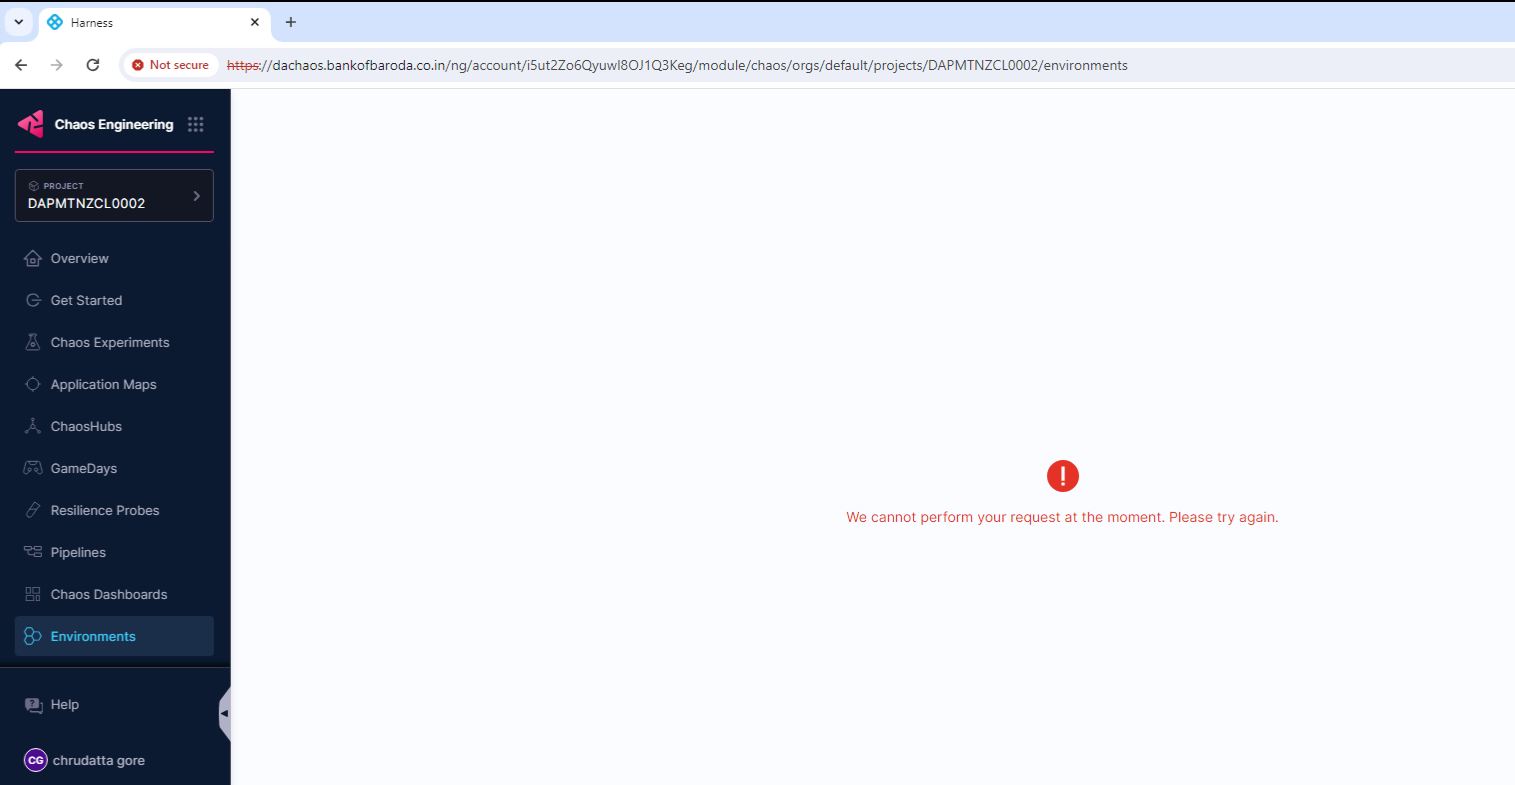 Harness
Not secure
https://dachaos.bankofbaroda.co.in/ng/account/i5ut2Zo6QyuwI8OJ1Q3Keg/module/chaos/orgs/default/projects/DAPMTNZCL0002/environments
Chaos Engineering
PROJECT
DAPMTNZCL0002
Overview
Get Started
Chaos Experiments
Application Maps
ChaosHubs
GameDays
Resilience Probes
Pipelines
Chaos Dashboards
Environments
We cannot perform your request at the moment. Please try again.
Help
CG chrudatta gore